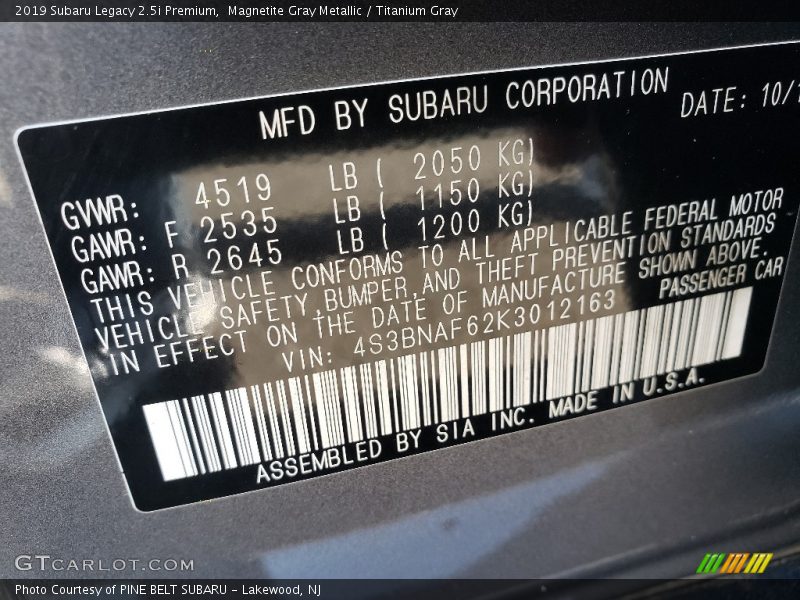 2019 Subaru Legacy 2.5i Premium, Magnetite Gray Metallic / Titanium Gray
MFD BY SUBARU CORPORATION DATE: 10/1
GVWR: 4519 LB ( 2050 KG)
GAWR: F 2535 LB ( 1150 KG)
GAWR: R 2645 LB ( 1200 KG)
THIS VEHICLE CONFORMS TO ALL APPLICABLE FEDERAL MOTOR
VEHICLE SAFETY,BUMPER,AND THEFT PREVENTION STANDARDS
IN EFFECT ON THE DATE OF MANUFACTURE SHOWN ABOVE.
VIN: 4S3BNAF62K3012163 PASSENGER CAR
ASSEMBLED BY SIA INC. MADE IN U.S.A.
GTCARLOT.COM
Photo Courtesy of PINE BELT SUBARU - Lakewood, NJ